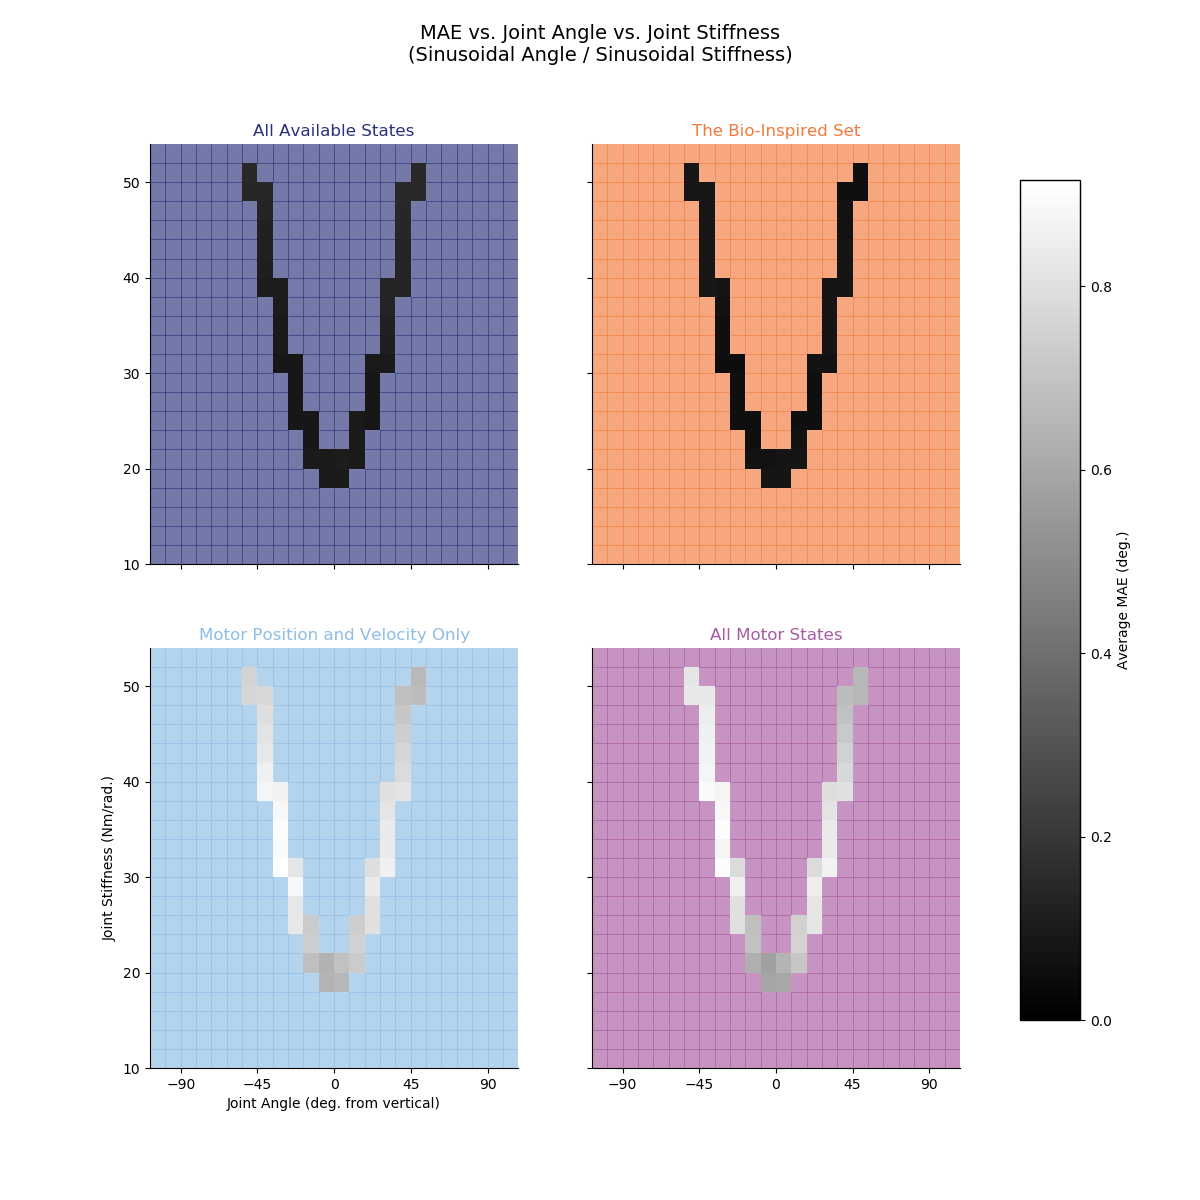 MAE vs. Joint Angle vs. Joint Stiffness
(Sinusoidal Angle / Sinusoidal Stiffness)
All Available States
The Bio-Inspired Set
50
40
30
20
10
Motor Position and Velocity Only
All Motor States
50
40
30
20
10
Joint Stiffness (Nm/rad.)
−90
−45
0
45
90
Joint Angle (deg. from vertical)
−90
−45
0
45
90
0.8
0.6
0.4
0.2
0.0
Average MAE (deg.)